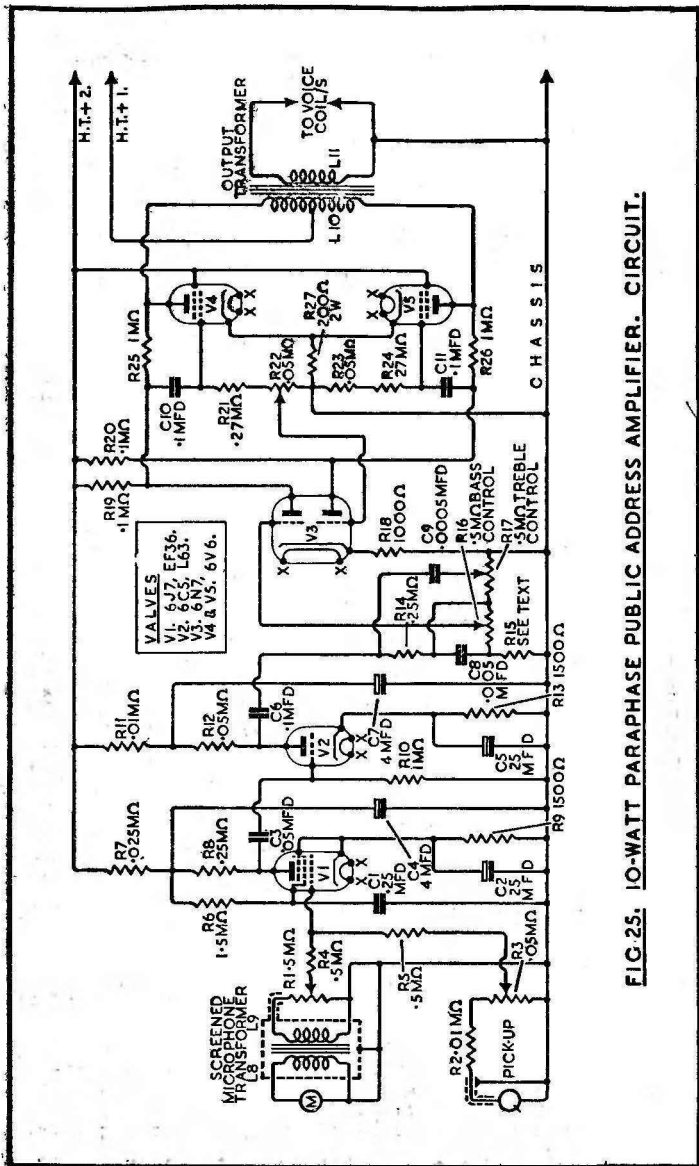 H.T.+ 2.
H.T.+ 1.
OUTPUT
TRANSFORMER
TO VOICE
COIL/S
L10
L11
R25 1MΩ
V4
X X
C10
·1MFD
R21
·27MΩ
R22
·05MΩ
R23
·05MΩ
R24
27MΩ
R27
200Ω
2W
V5
X X
C11
·1MFD
R26 1MΩ
CHASSIS
R20
·1MΩ
R19
·1MΩ
VALVES
V1. 6J7, EF36.
V2. 6C5, L63.
V3. 6N7,
V4 & V5. 6V6.
V3
X X
R18
1000Ω
C9
·0005MFD
R16
·5MΩ BASS
CONTROL
R17
·5MΩ TREBLE
CONTROL
R14
·25MΩ
C8
·005
MFD
R15
SEE TEXT
R13 1500Ω
R11
·01MΩ
R12
·05MΩ
C6
·1MFD
V2
X X
C7
4 MFD
R10
1MΩ
C5
25
MFD
R9 1500Ω
R7
·025MΩ
R8
·25MΩ
R6
1·5MΩ
C3
·05MFD
V1
X X
C4
4 MFD
C1
·25
MFD
C2
25
MFD
SCREENED
MICROPHONE
TRANSFORMER
L8
L9
M
R1 ·5MΩ
R4
·5MΩ
R5
·5MΩ
R2 ·01 MΩ
PICK-UP
R3
·05MΩ
FIG 25. 10-WATT PARAPHASE PUBLIC ADDRESS AMPLIFIER. CIRCUIT.